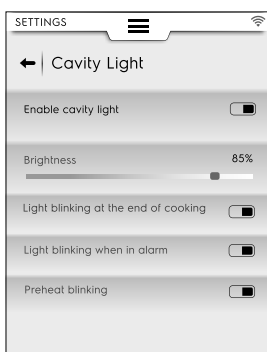 SETTINGS
Cavity Light
Enable cavity light
Brightness 85%
Light blinking at the end of cooking
Light blinking when in alarm
Preheat blinking